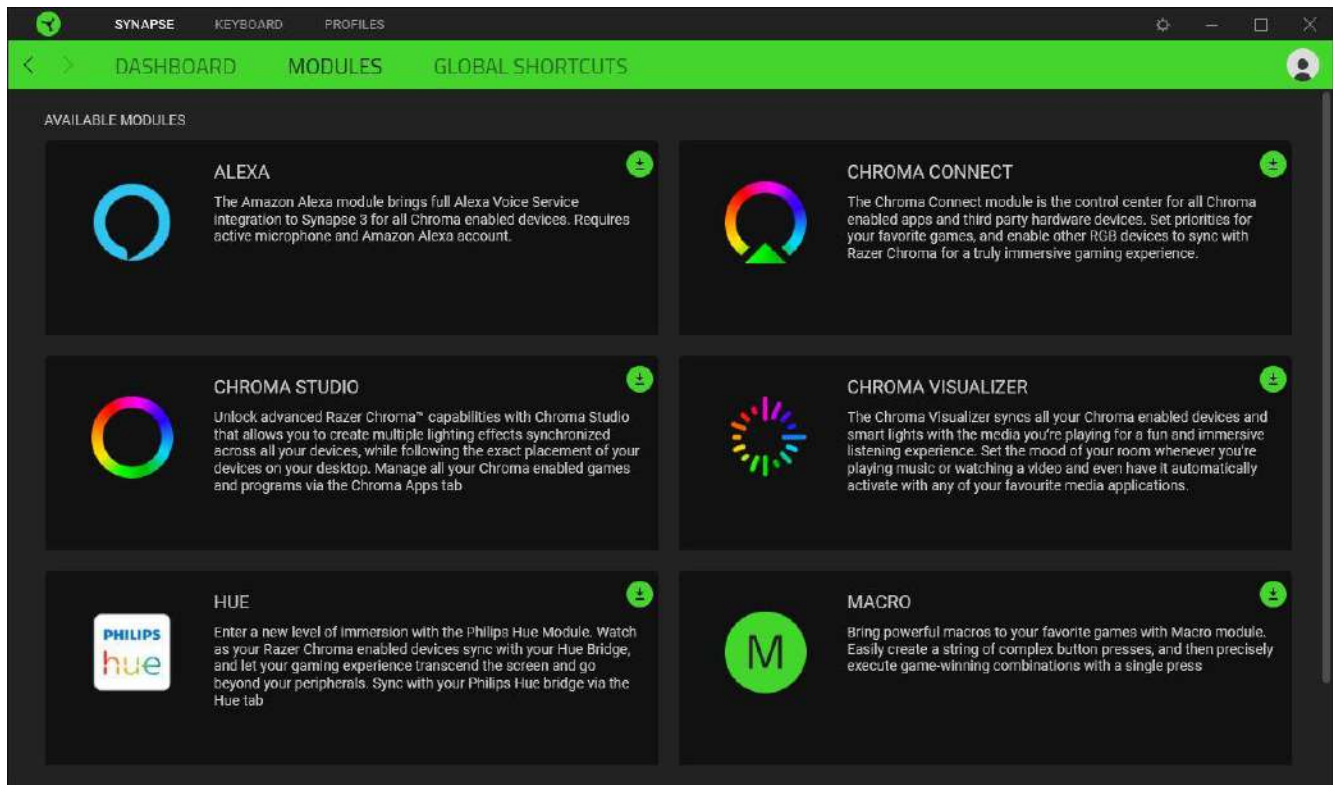 SYNAPSE KEYBOARD PROFILES
DASHBOARD MODULES GLOBAL SHORTCUTS
AVAILABLE MODULES
ALEXA
The Amazon Alexa module brings full Alexa Voice Service
integration to Synapse 3 for all Chroma enabled devices. Requires
active microphone and Amazon Alexa account.
CHROMA CONNECT
The Chroma Connect module is the control center for all Chroma
enabled apps and third party hardware devices. Set priorities for
your favorite games, and enable other RGB devices to sync with
Razer Chroma for a truly immersive gaming experience.
CHROMA STUDIO
Unlock advanced Razer Chroma™ capabilities with Chroma Studio
that allows you to create multiple lighting effects synchronized
across all your devices, while following the exact placement of your
devices on your desktop. Manage all your Chroma enabled games
and programs via the Chroma Apps tab
CHROMA VISUALIZER
The Chroma Visualizer syncs all your Chroma enabled devices and
smart lights with the media you're playing for a fun and immersive
listening experience. Set the mood of your room whenever you're
playing music or watching a video and even have it automatically
activate with any of your favourite media applications.
PHILIPS
hue
HUE
Enter a new level of immersion with the Philips Hue Module. Watch
as your Razer Chroma enabled devices sync with your Hue Bridge,
and let your gaming experience transcend the screen and go
beyond your peripherals. Sync with your Philips Hue bridge via the
Hue tab
M
MACRO
Bring powerful macros to your favorite games with Macro module.
Easily create a string of complex button presses, and then precisely
execute game-winning combinations with a single press